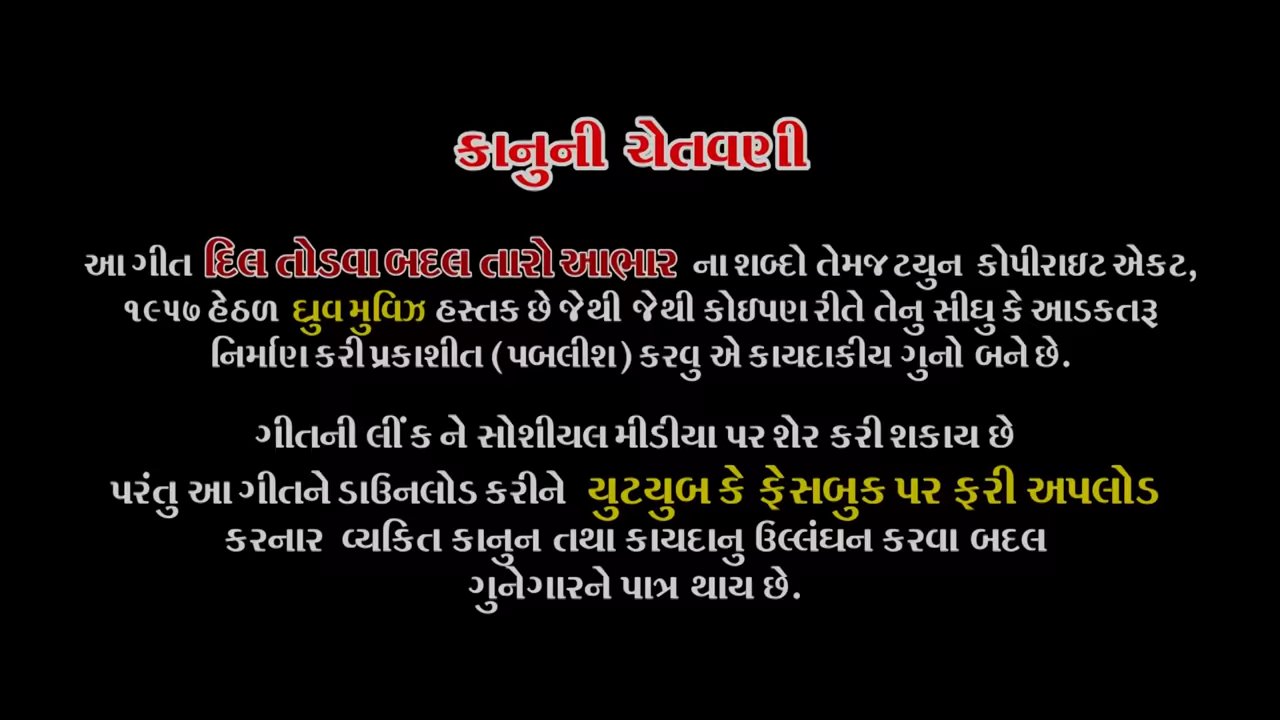 કાનુની ચેતવણી
આ ગીત દિલ તોડવા બદલ તારો આભાર ના શબ્દો તેમજ ટયુન કોપીરાઇટ એકટ,
૧૯૫૭ હેઠળ ધ્રુવ મુવિઝ હસ્તક છે જેથી જેથી કોઇપણ રીતે તેનુ સીધુ કે આડકતરૂ
નિર્માણ કરી પ્રકાશીત (પબલીશ) કરવુ એ કાયદાકીય ગુનો બને છે.
ગીતની લીંક ને સોશીયલ મીડીયા પર શેર કરી શકાય છે
પરંતુ આ ગીતને ડાઉનલોડ કરીને યુટયુબ કે ફેસબુક પર ફરી અપલોડ
કરનાર વ્યકિત કાનુન તથા કાયદાનુ ઉલ્લંઘન કરવા બદલ
ગુનેગારને પાત્ર થાય છે.